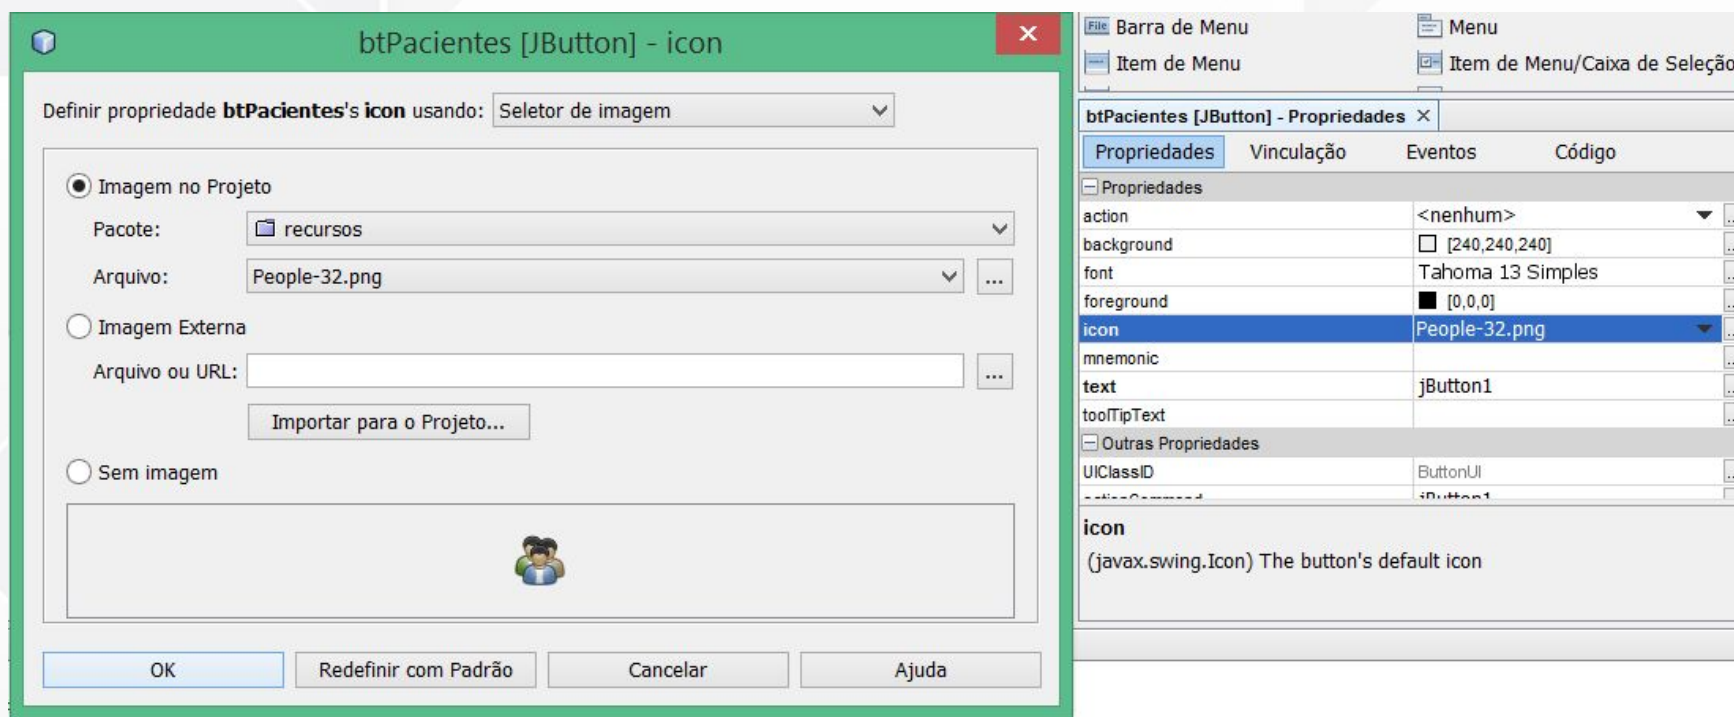 btPacientes [JButton] - icon
Definir propriedade btPacientes's icon usando: Seletor de imagem
Imagem no Projeto
Pacote: recursos
Arquivo: People-32.png ...
Imagem Externa
Arquivo ou URL: ...
Importar para o Projeto...
Sem imagem
OK Redefinir com Padrão Cancelar Ajuda
File Barra de Menu Menu
Item de Menu Item de Menu/Caixa de Seleção
btPacientes [JButton] - Propriedades
Propriedades Vinculação Eventos Código
Propriedades
action <nenhum>
background [240,240,240]
font Tahoma 13 Simples
foreground [0,0,0]
icon People-32.png
mnemonic
text jButton1
toolTipText
Outras Propriedades
UIClassID ButtonUI
actionCommand jButton1
icon
(javax.swing.Icon) The button's default icon